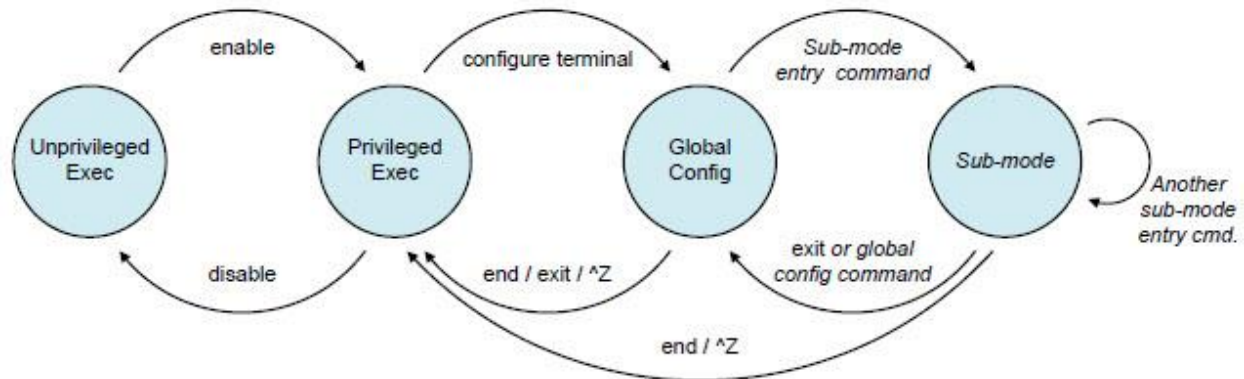 enable
configure terminal
Sub-mode
entry command
Unprivileged
Exec
Privileged
Exec
Global
Config
Sub-mode
Another
sub-mode
entry cmd.
disable
end / exit / ^Z
exit or global
config command
end / ^Z